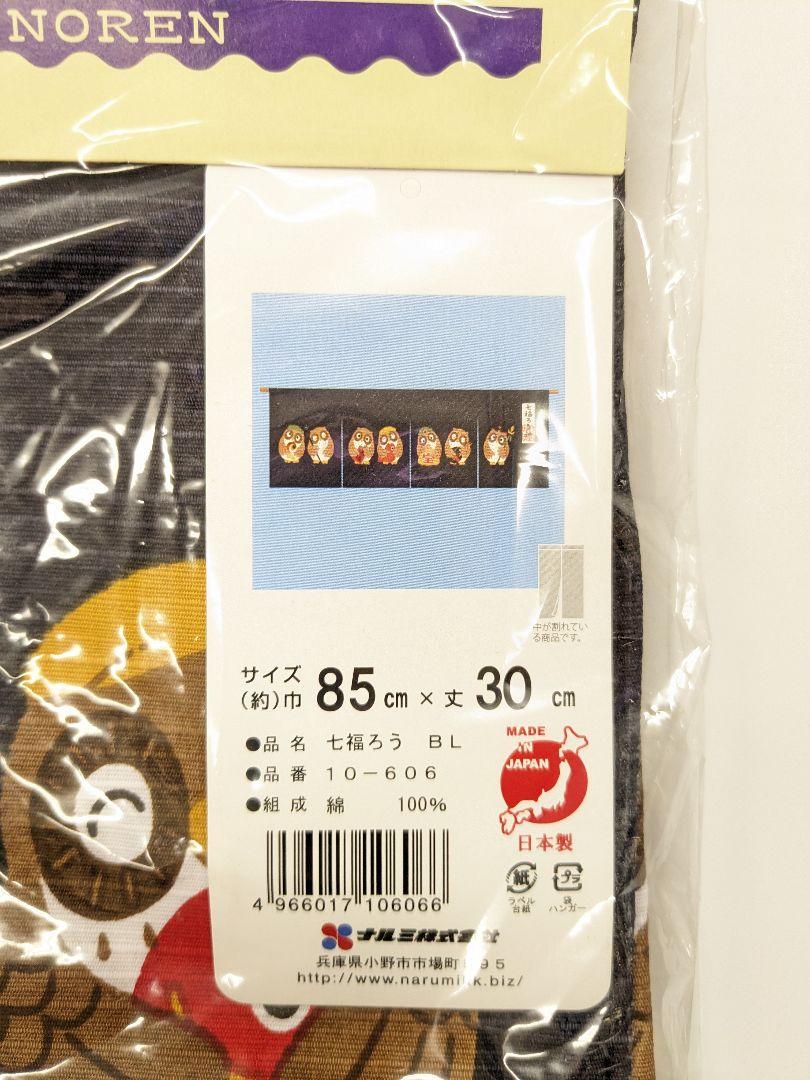 NOREN
中が割れてい
る商品です。
サイズ
(約)巾 85cm × 丈 30cm
●品名 七福ろう BL
●品番 10-606
●組成 綿 100%
MADE
IN
JAPAN
日本製
紙
ラベル
台紙
プラ
袋
ハンガー
4 966017 106066
ナルミ株式会社
兵庫県小野市市場町 95
http://www.narumikk.biz/